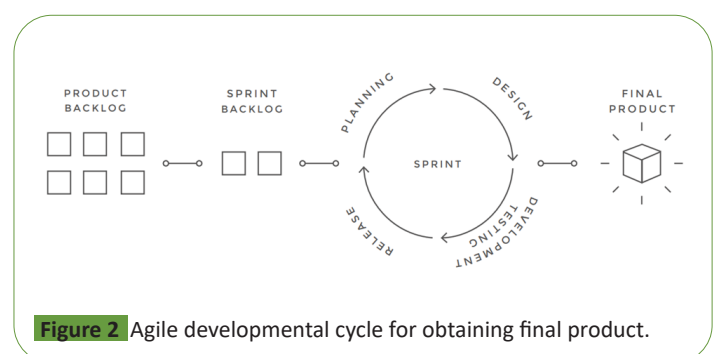 PRODUCT
BACKLOG
SPRINT
BACKLOG
PLANNING
DESIGN
SPRINT
DEVELOPMENT
TESTING
RELEASE
FINAL
PRODUCT
Figure 2 Agile developmental cycle for obtaining final product.